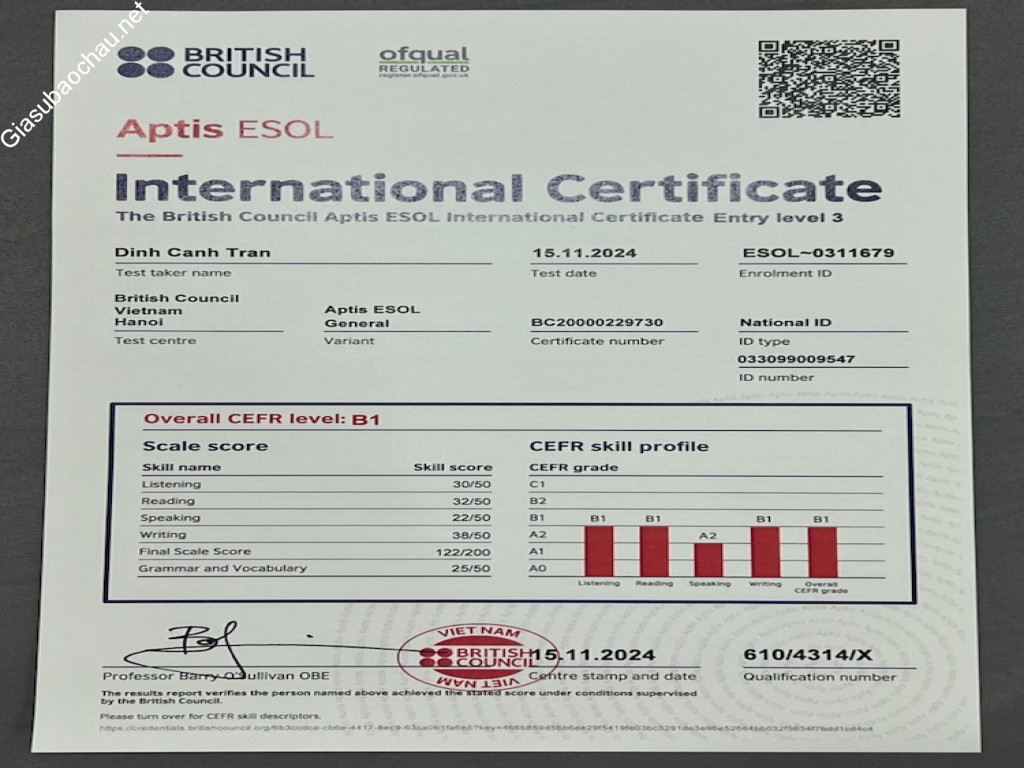 Giasubaochau.net
BRITISH COUNCIL
ofqual
REGULATED
register.ofqual.gov.uk
Aptis ESOL
International Certificate
The British Council Aptis ESOL International Certificate Entry level 3
Dinh Canh Tran 15.11.2024 ESOL~0311679
Test taker name Test date Enrolment ID
British Council
Vietnam Aptis ESOL
Hanoi General BC20000229730 National ID
Test centre Variant Certificate number ID type
033099009547
ID number
Overall CEFR level: B1
Scale score CEFR skill profile
Skill name Skill score CEFR grade
Listening 30/50 C1
Reading 32/50 B2
Speaking 22/50 B1 B1 B1 B1 B1
Writing 38/50 A2 A2
Final Scale Score 122/200 A1
Grammar and Vocabulary 25/50 A0
Listening Reading Speaking Writing Overall
CEFR grade
VIET NAM
BRITISH
COUNCIL
VIET NAM
15.11.2024 610/4314/X
Professor Barry O'Sullivan OBE Centre stamp and date Qualification number
The results report verifies the person named above achieved the stated score under conditions supervised
by the British Council.
Please turn over for CEFR skill descriptors.